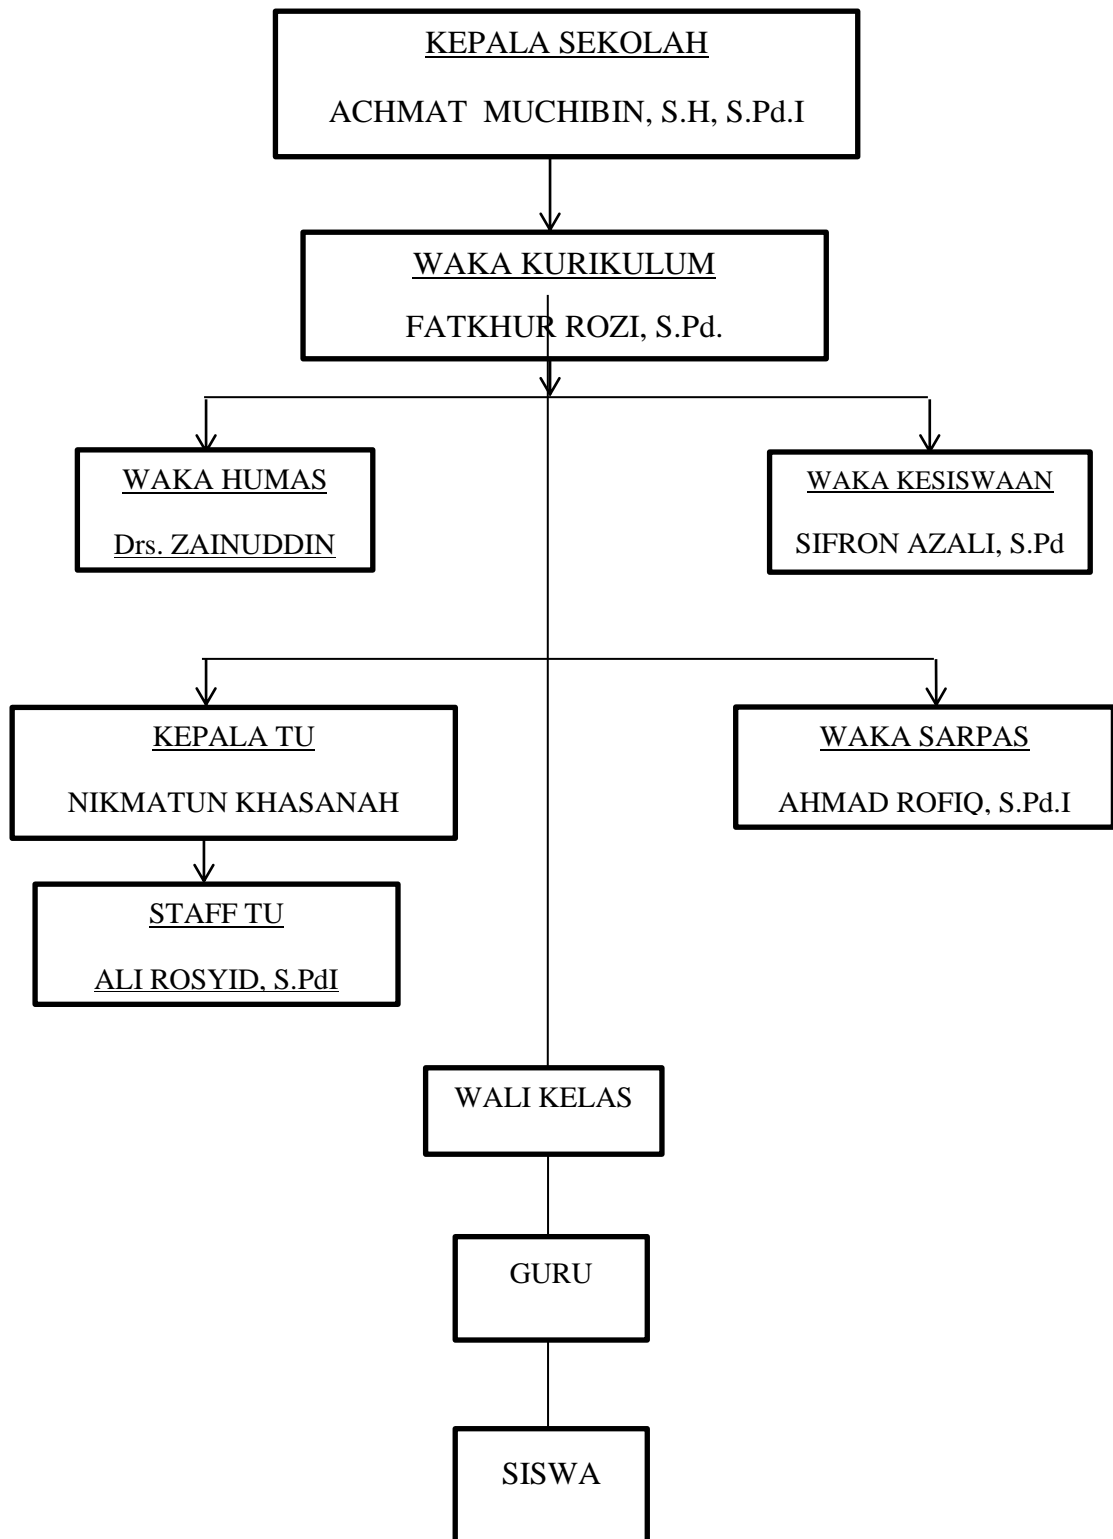 KEPALA SEKOLAH
ACHMAT MUCHIBIN, S.H, S.Pd.I
WAKA KURIKULUM
FATKHUR ROZI, S.Pd.
WAKA HUMAS
Drs. ZAINUDDIN
WAKA KESISWAAN
SIFRON AZALI, S.Pd
KEPALA TU
NIKMATUN KHASANAH
WAKA SARPAS
AHMAD ROFIQ, S.Pd.I
STAFF TU
ALI ROSYID, S.PdI
WALI KELAS
GURU
SISWA